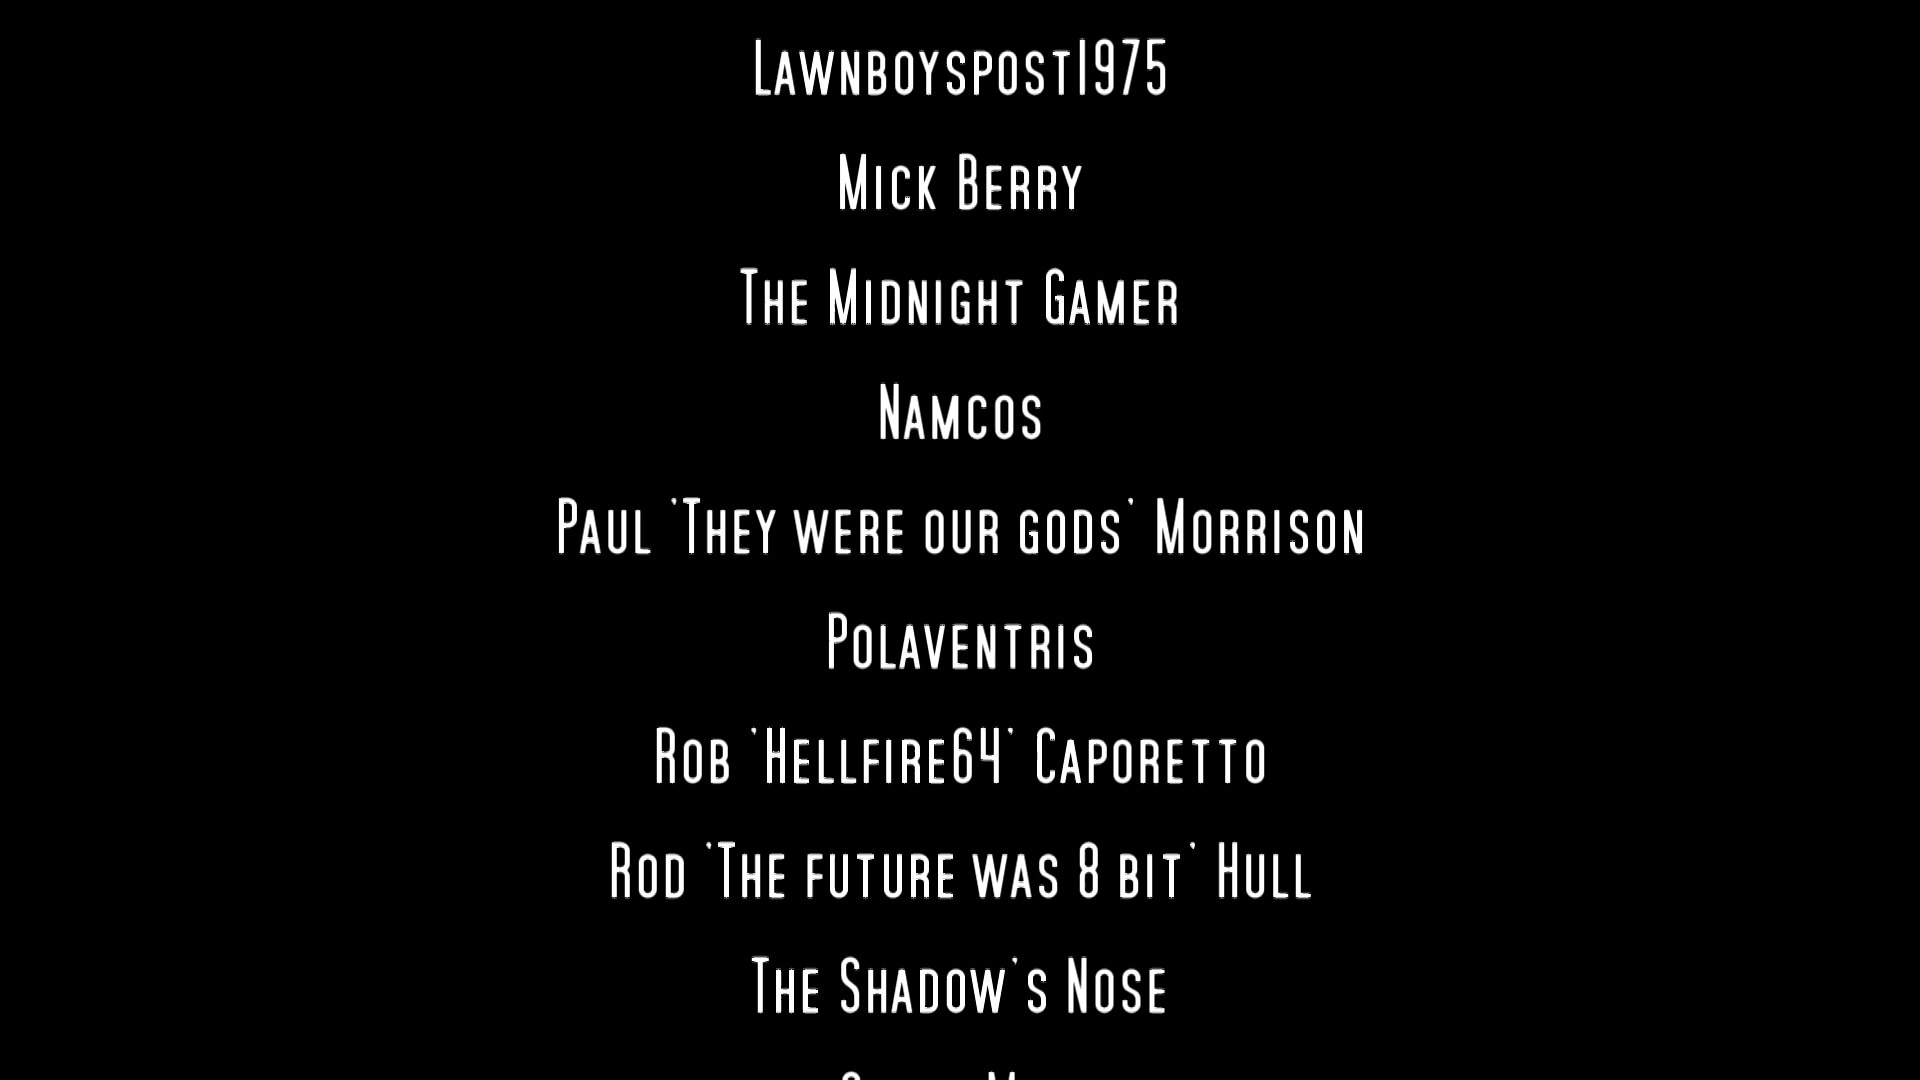 Lawnboyspost1975
Mick Berry
The Midnight Gamer
Namcos
Paul 'They were our gods' Morrison
Polaventris
Rob 'Hellfire64' Caporetto
Rod 'The future was 8 bit' Hull
The Shadow's Nose